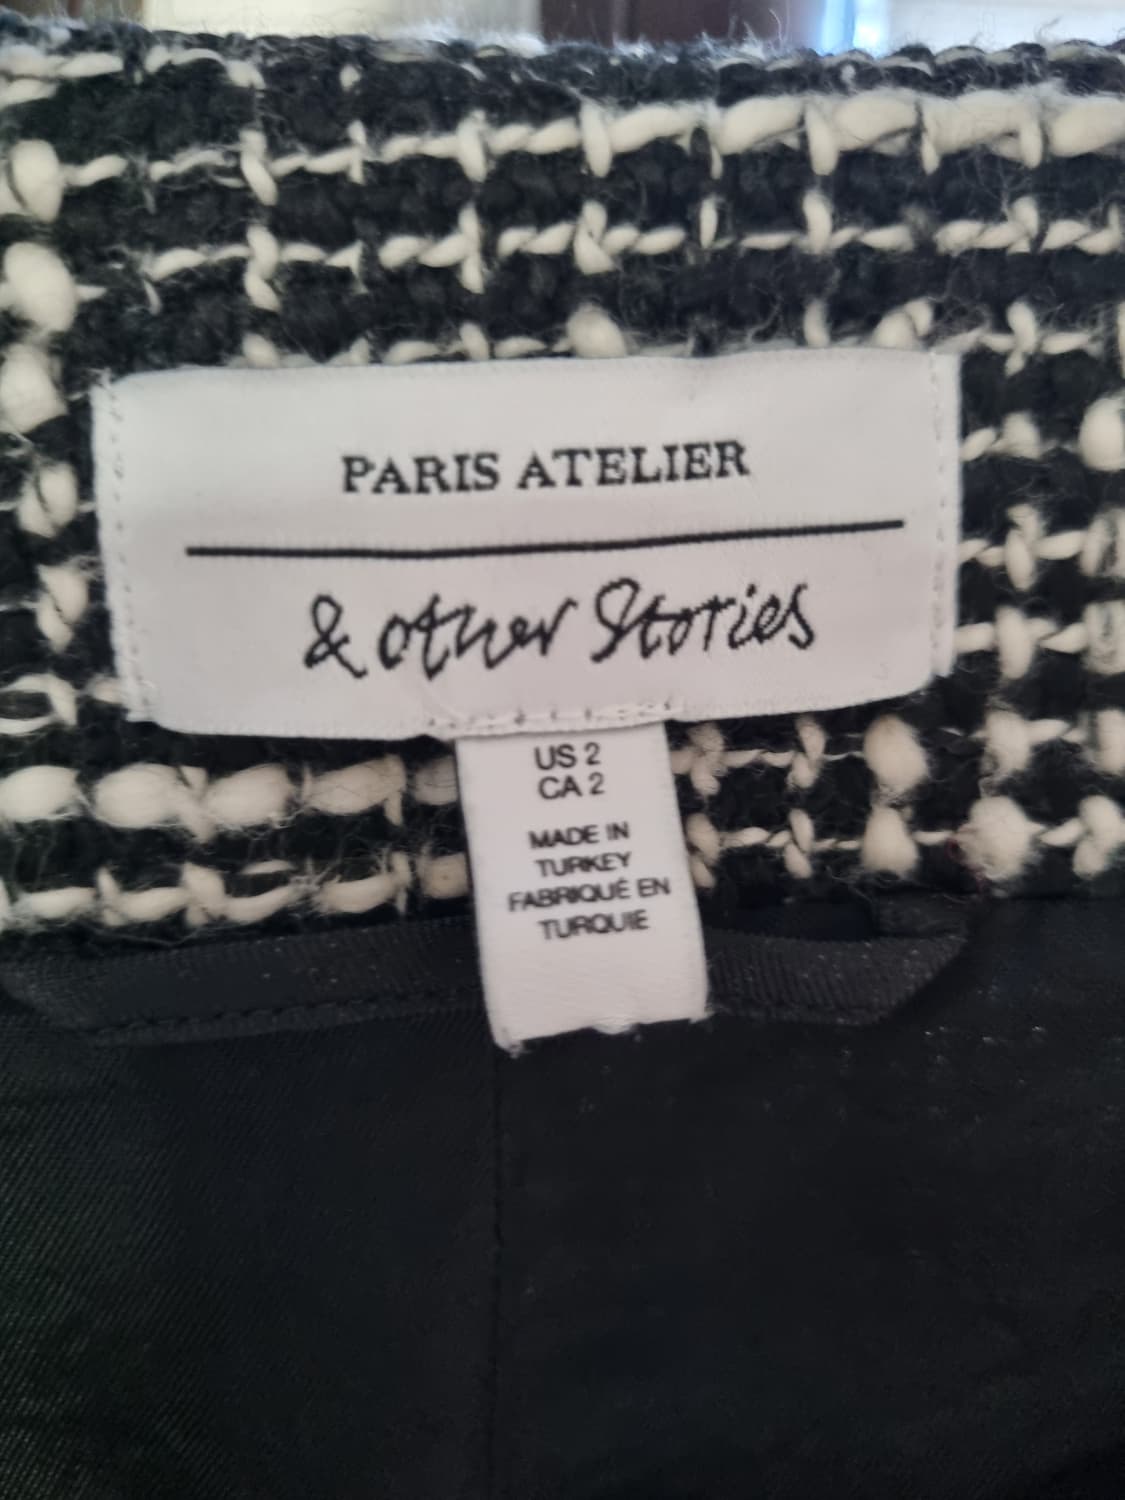 PARIS ATELIER
& other Stories
US 2
CA 2
MADE IN
TURKEY
FABRIQUÉ EN
TURQUIE